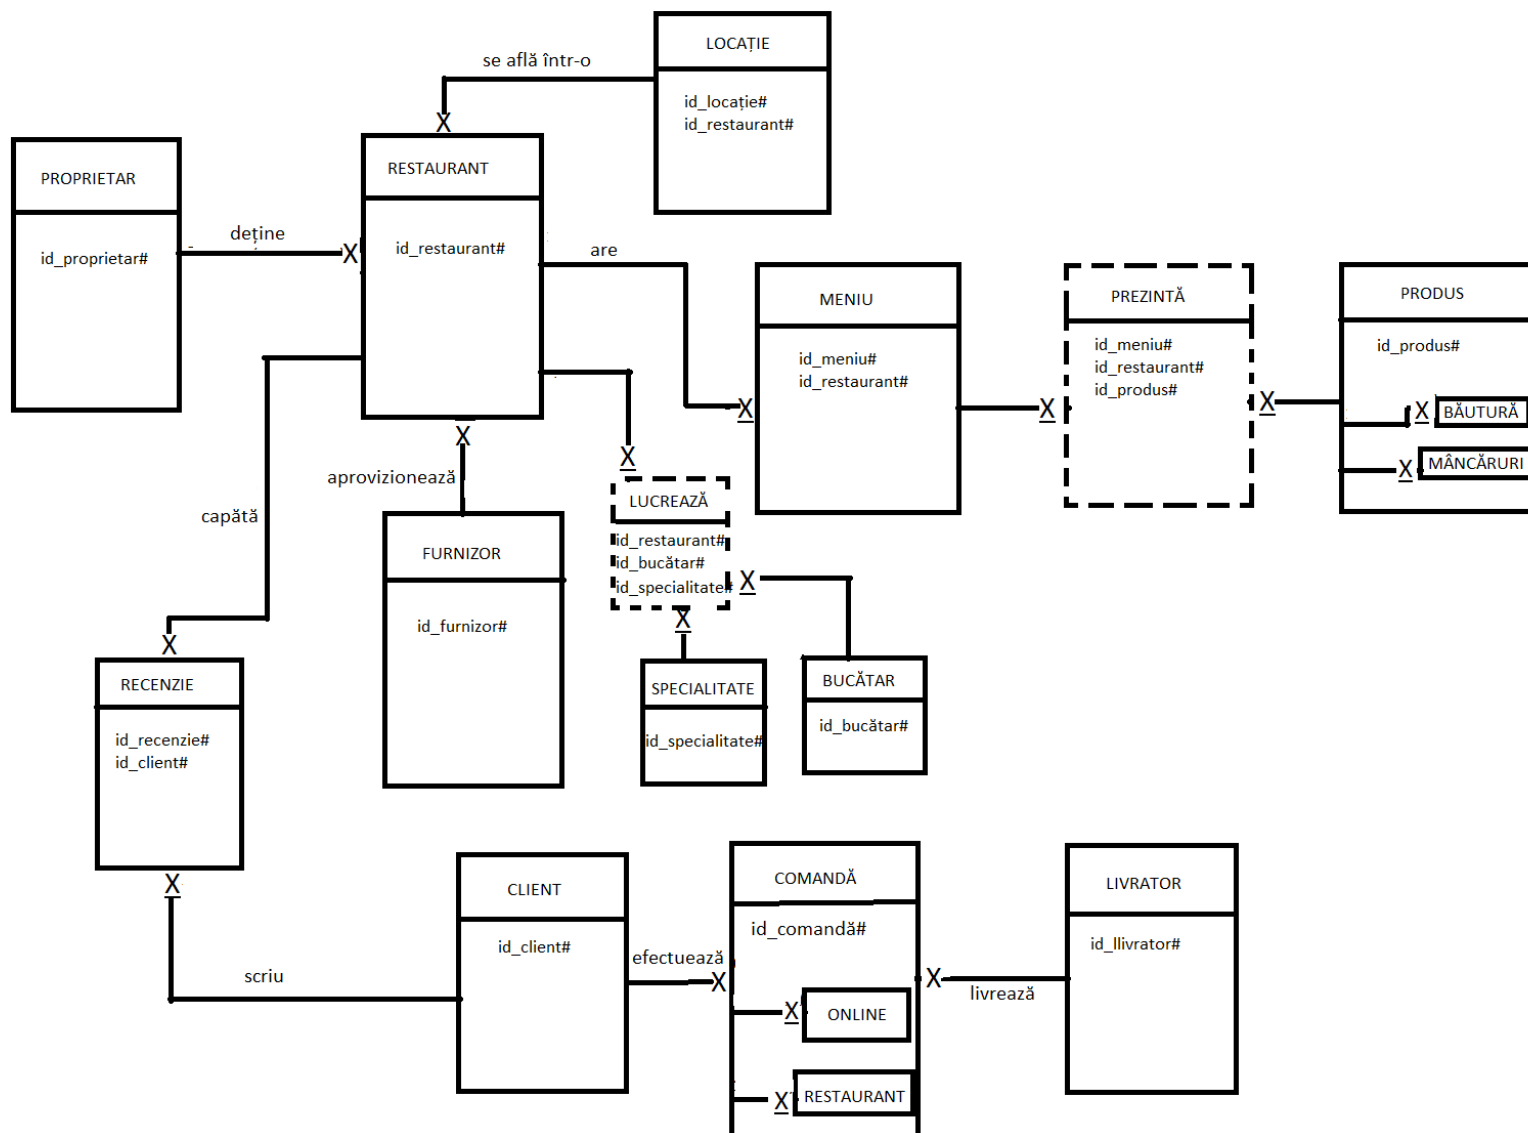 LOCAȚIE
se află într-o
id_locație#
id_restaurant#
X
PROPRIETAR
id_proprietar#
deține
X
RESTAURANT
id_restaurant#
are
X
MENIU
id_meniu#
id_restaurant#
X
PREZINTĂ
id_meniu#
id_restaurant#
id_produs#
X
PRODUS
id_produs#
X
BĂUTURĂ
X
MÂNCĂRURI
X
aprovizionează
X
LUCREAZĂ
id_restaurant#
id_bucătar#
id_specialitate#
X
X
capătă
X
FURNIZOR
id_furnizor#
SPECIALITATE
id_specialitate#
BUCĂTAR
id_bucătar#
RECENZIE
id_recenzie#
id_client#
X
scriu
CLIENT
id_client#
efectuează
X
COMANDĂ
id_comandă#
X
ONLINE
X
RESTAURANT
X
livrează
LIVRATOR
id_llivrator#